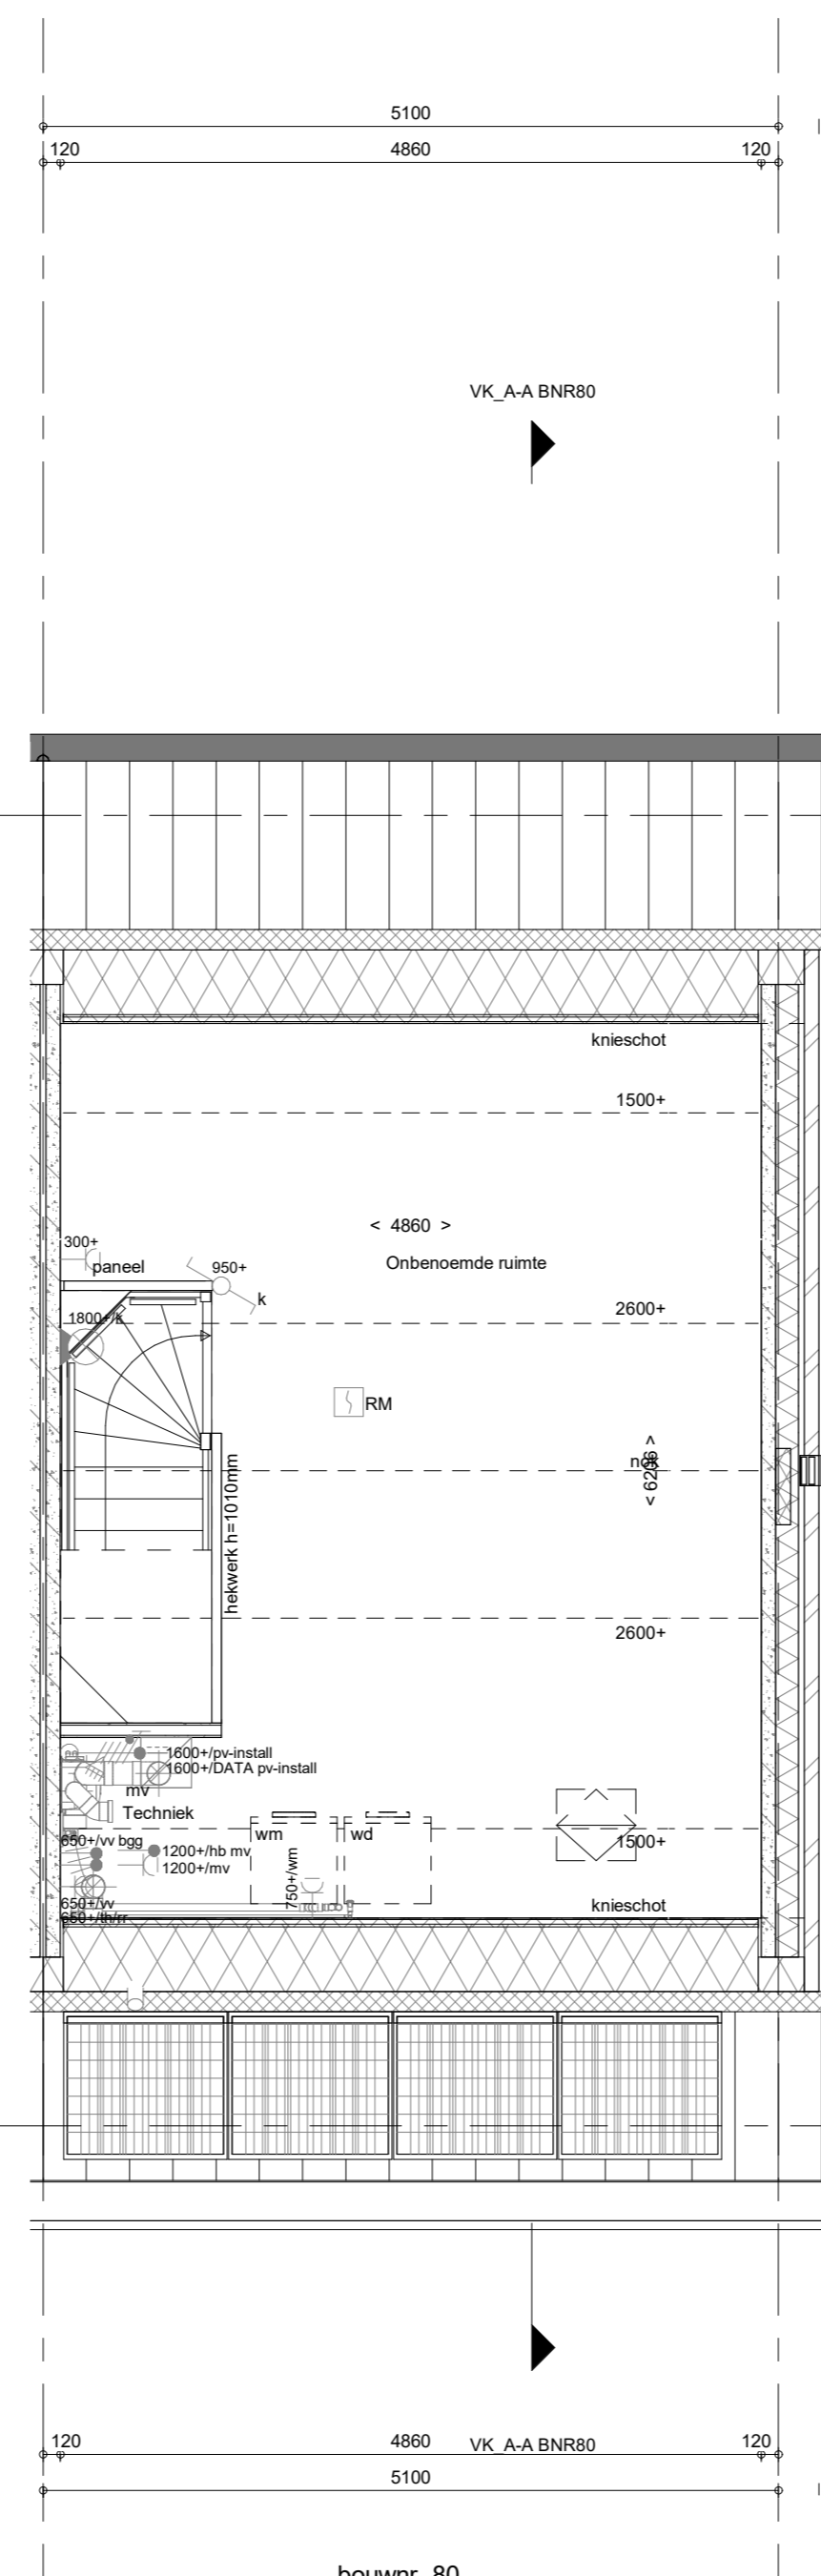 5100
120 4860 120
VK_A-A BNR80
knieschot
1500+
< 4860 >
300+
Onbenoemde ruimte
paneel 950+
k
2600+
1800+/k
RM
nok
hekwerk h=1010mm
2600+
1600+/pv-install
1600+/DATA pv-install
mv
Techniek
wm wd
650+/vv bgg 1500+
1200+/hb mv
1200+/mv
750+/wm
650+/vv
knieschot
650+/th/rr
120 4860 VK_A-A BNR80 120
5100
bouwnr. 80